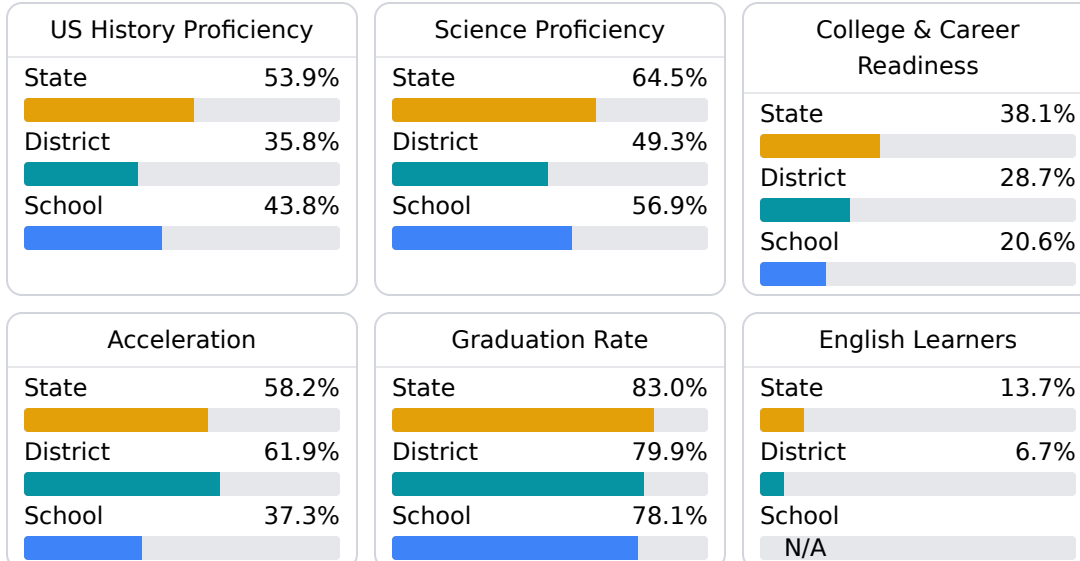 US History Proficiency
State 53.9%
District 35.8%
School 43.8%
Science Proficiency
State 64.5%
District 49.3%
School 56.9%
College & Career
Readiness
State 38.1%
District 28.7%
School 20.6%
Acceleration
State 58.2%
District 61.9%
School 37.3%
Graduation Rate
State 83.0%
District 79.9%
School 78.1%
English Learners
State 13.7%
District 6.7%
School
N/A